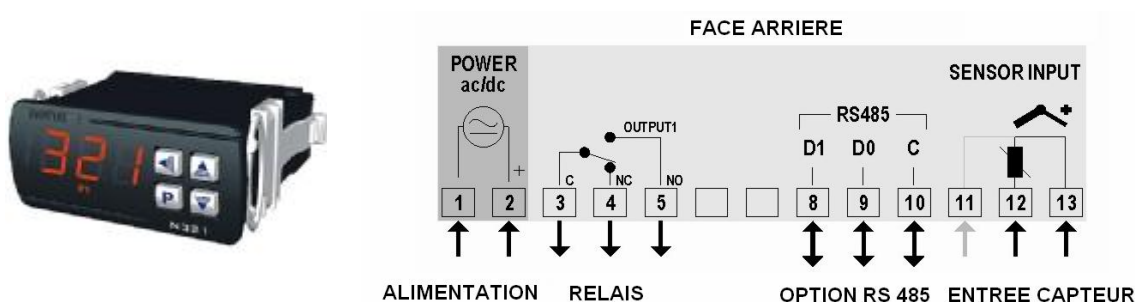 FACE ARRIERE
POWER
ac/dc
SENSOR INPUT
RS485
OUTPUT1
D1 D0 C
+
+
C NC NO
1 2 3 4 5 8 9 10 11 12 13
ALIMENTATION RELAIS OPTION RS 485 ENTREE CAPTEUR
321
P
N321